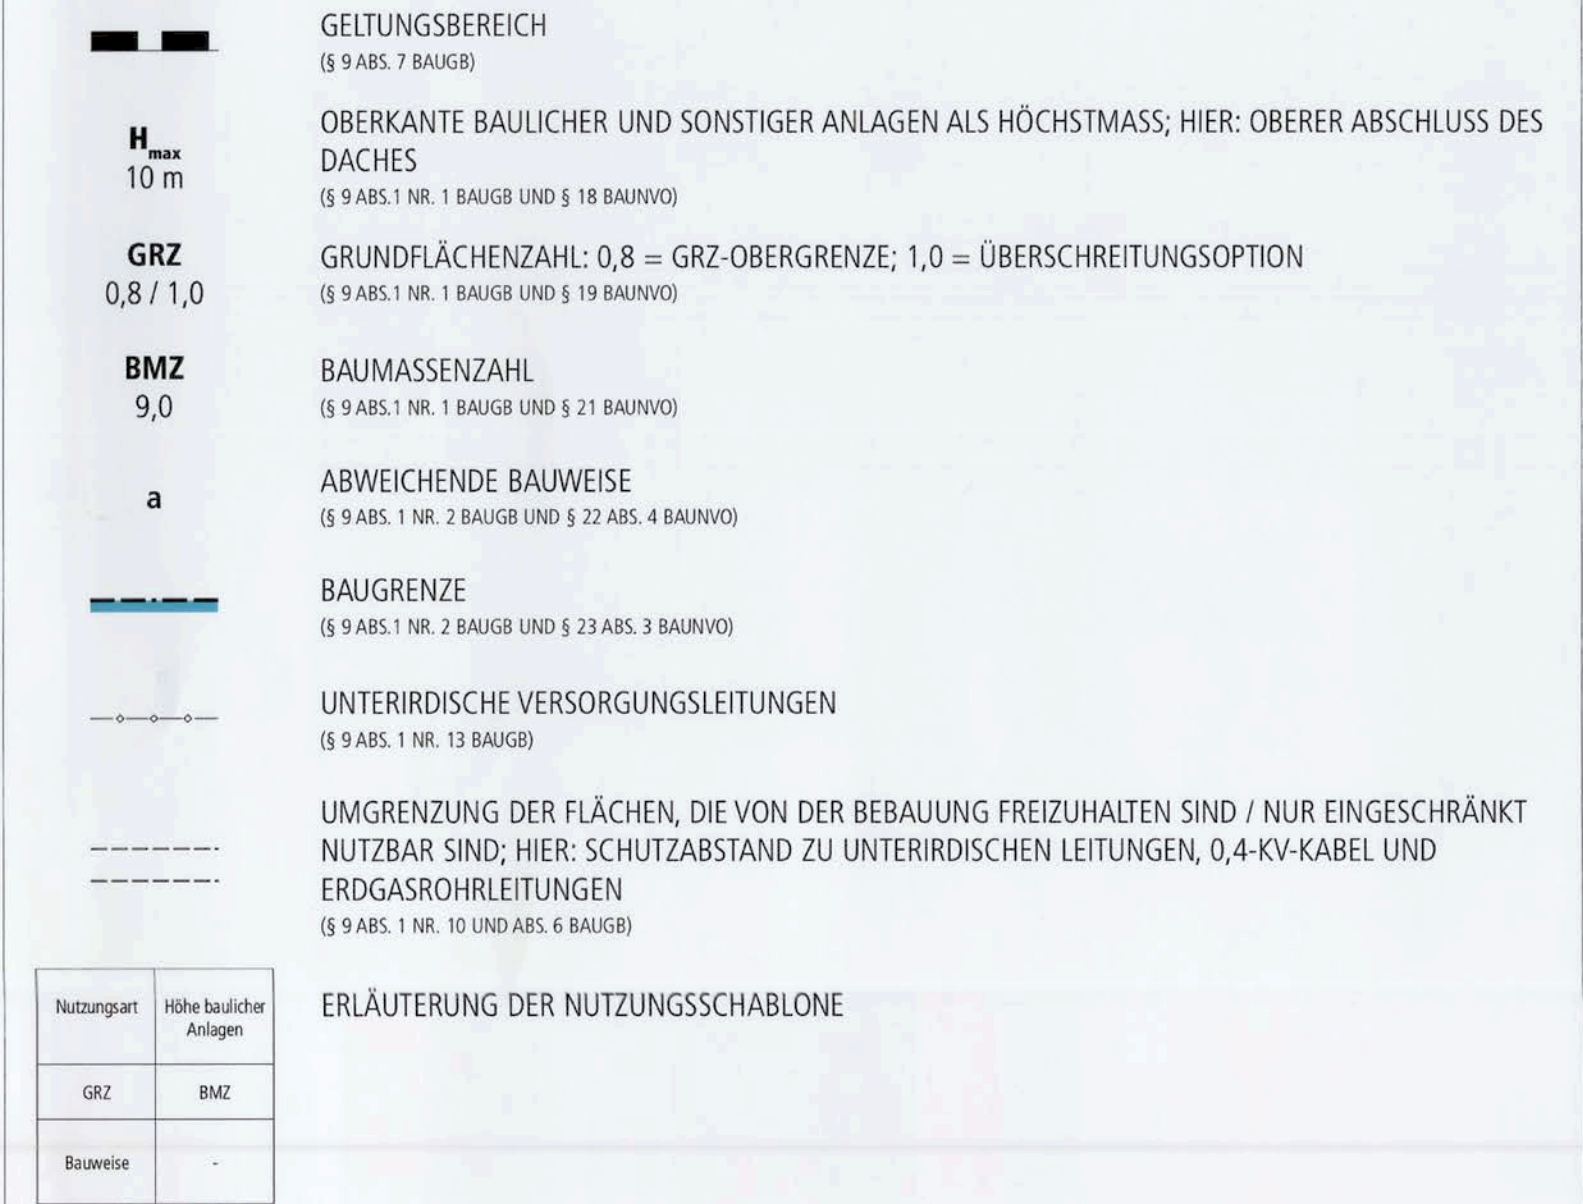 GELTUNGSBEREICH
(§ 9 ABS. 7 BAUGB)
H max
10 m
OBERKANTE BAULICHER UND SONSTIGER ANLAGEN ALS HÖCHSTMASS; HIER: OBERER ABSCHLUSS DES
DACHES
(§ 9 ABS.1 NR. 1 BAUGB UND § 18 BAUNVO)
GRZ
0,8 / 1,0
GRUNDFLÄCHENZAHL: 0,8 = GRZ-OBERGRENZE; 1,0 = ÜBERSCHREITUNGSOPTION
(§ 9 ABS.1 NR. 1 BAUGB UND § 19 BAUNVO)
BMZ
9,0
BAUMASSENZAHL
(§ 9 ABS.1 NR. 1 BAUGB UND § 21 BAUNVO)
a
ABWEICHENDE BAUWEISE
(§ 9 ABS. 1 NR. 2 BAUGB UND § 22 ABS. 4 BAUNVO)
BAUGRENZE
(§ 9 ABS.1 NR. 2 BAUGB UND § 23 ABS. 3 BAUNVO)
UNTERIRDISCHE VERSORGUNGSLEITUNGEN
(§ 9 ABS. 1 NR. 13 BAUGB)
UMGRENZUNG DER FLÄCHEN, DIE VON DER BEBAUUNG FREIZUHALTEN SIND / NUR EINGESCHRÄNKT
NUTZBAR SIND; HIER: SCHUTZABSTAND ZU UNTERIRDISCHEN LEITUNGEN, 0,4-KV-KABEL UND
ERDGASROHRLEITUNGEN
(§ 9 ABS. 1 NR. 10 UND ABS. 6 BAUGB)
Nutzungsart
Höhe baulicher
Anlagen
GRZ
BMZ
Bauweise
-
ERLÄUTERUNG DER NUTZUNGSSCHABLONE